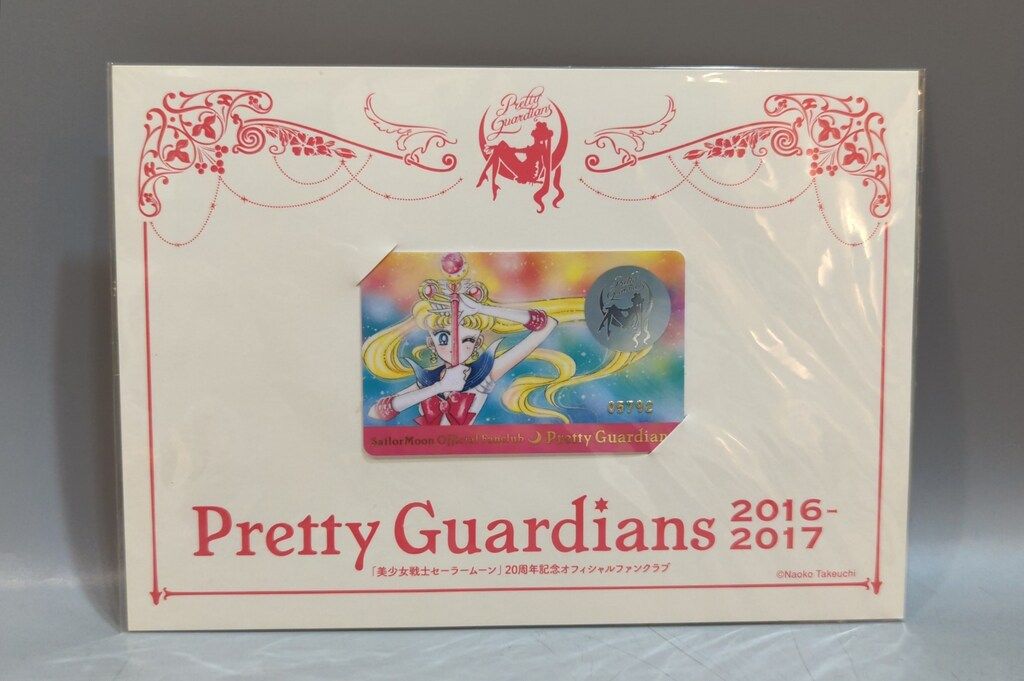 Pretty
Guardians
Pretty
Guardians
05792
SailorMoon Official Fanclub Pretty Guardian
Pretty Guardians 2016-
2017
「美少女戦士セーラームーン」20周年記念オフィシャルファンクラブ
©Naoko Takeuchi